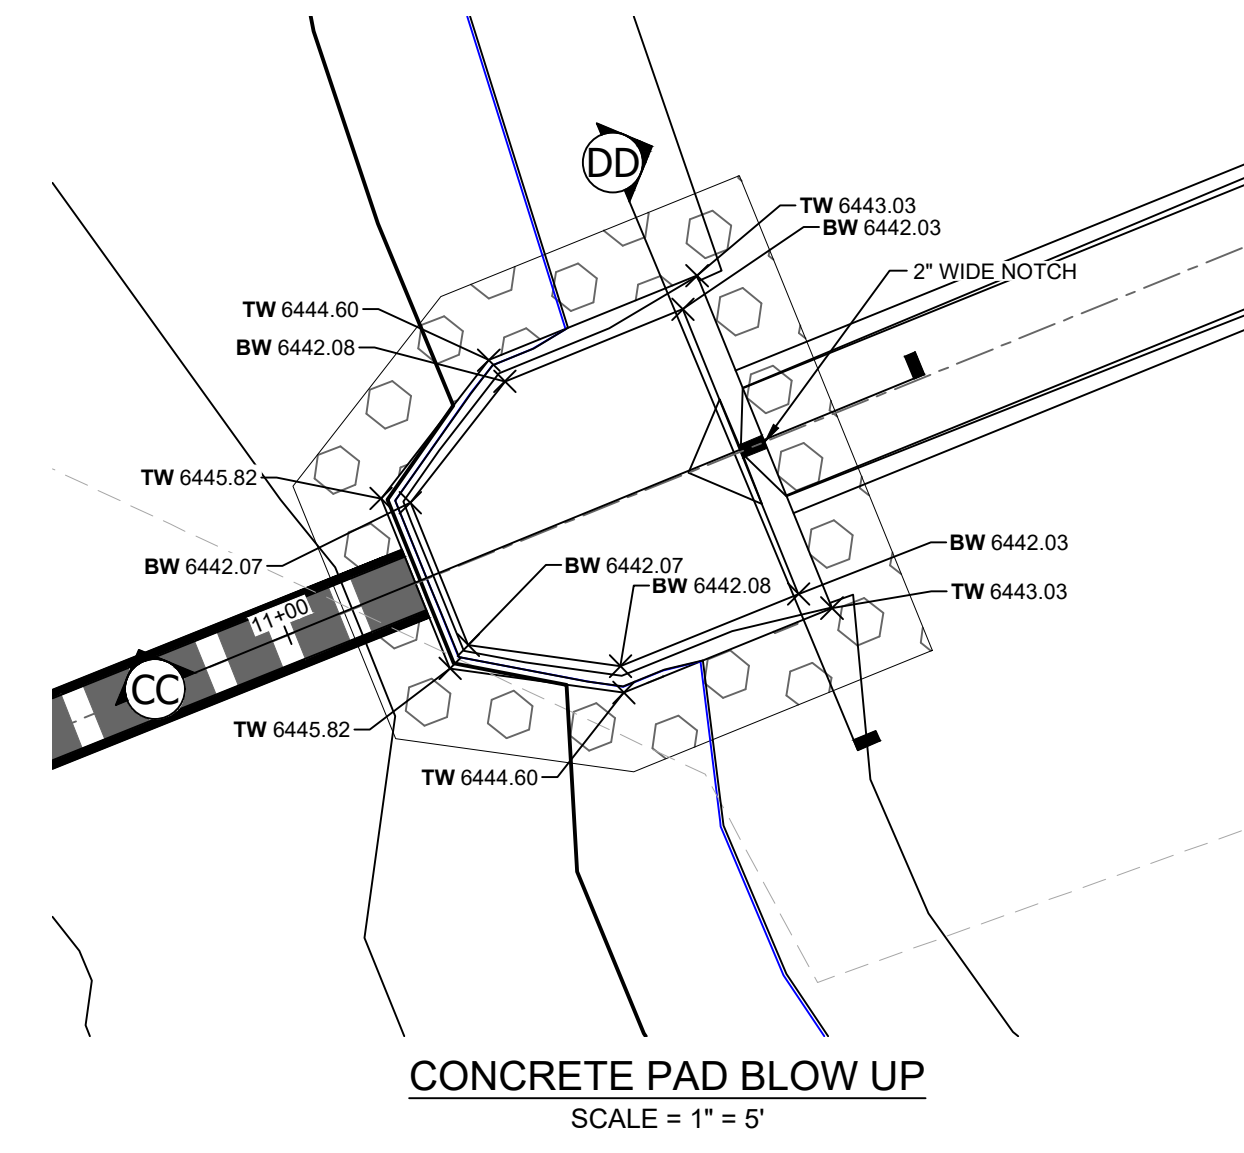 DD
TW 6443.03
BW 6442.03
2" WIDE NOTCH
TW 6444.60
BW 6442.08
TW 6445.82
BW 6442.07
BW 6442.07
BW 6442.08
BW 6442.03
TW 6443.03
11+00
CC
TW 6445.82
TW 6444.60
CONCRETE PAD BLOW UP
SCALE = 1" = 5'